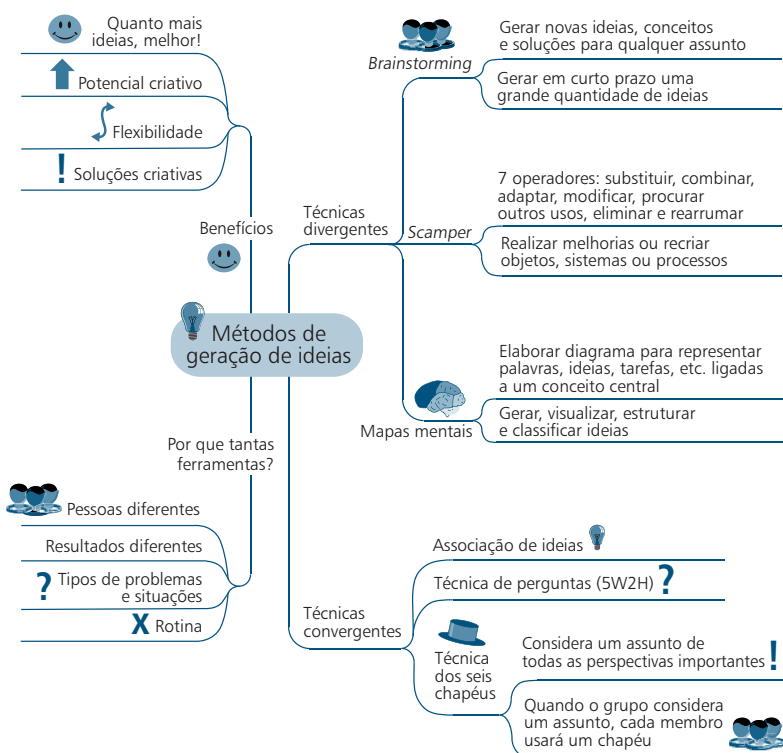 Quanto mais
ideias, melhor!
Potencial criativo
Flexibilidade
! Soluções criativas
Benefícios
Métodos de
geração de ideias
Por que tantas
ferramentas?
Pessoas diferentes
Resultados diferentes
? Tipos de problemas
e situações
X Rotina
Técnicas
divergentes
Brainstorming
Gerar novas ideias, conceitos
e soluções para qualquer assunto
Gerar em curto prazo uma
grande quantidade de ideias
Scamper
7 operadores: substituir, combinar,
adaptar, modificar, procurar
outros usos, eliminar e rearrumar
Realizar melhorias ou recriar
objetos, sistemas ou processos
Mapas mentais
Elaborar diagrama para representar
palavras, ideias, tarefas, etc. ligadas
a um conceito central
Gerar, visualizar, estruturar
e classificar ideias
Técnicas
convergentes
Associação de ideias
Técnica de perguntas (5W2H) ?
Técnica
dos seis
chapéus
Considera um assunto de
todas as perspectivas importantes !
Quando o grupo considera
um assunto, cada membro
usará um chapéu